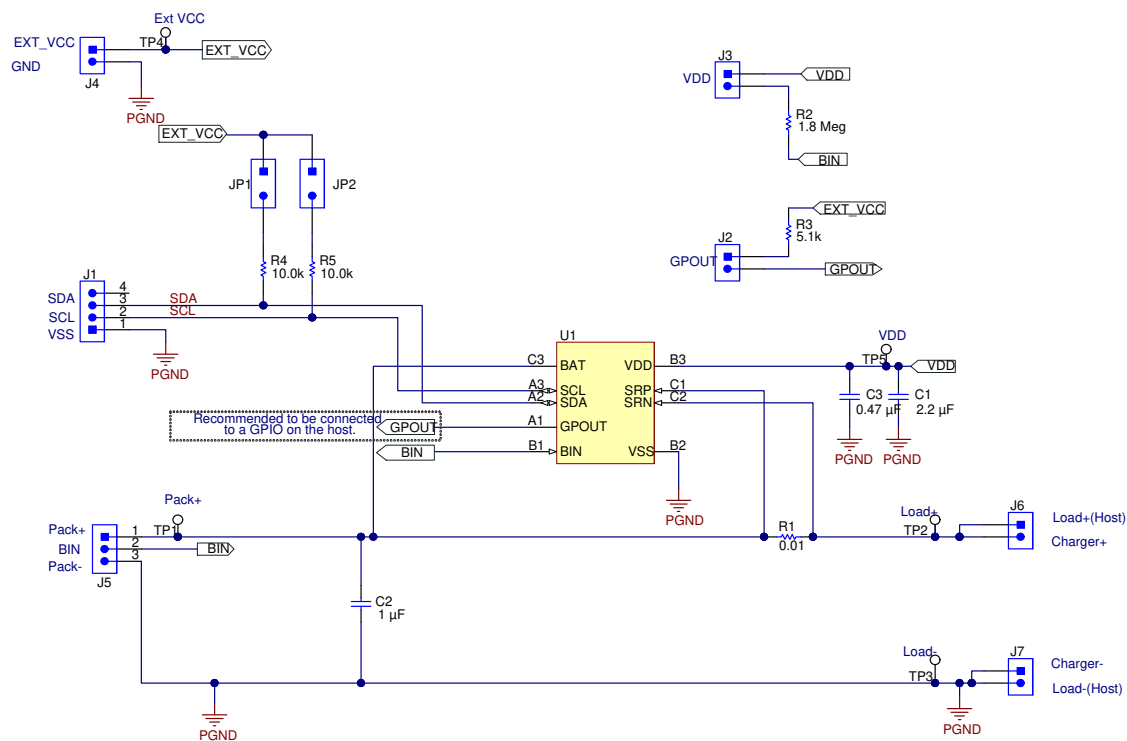 Ext VCC
EXT_VCC
TP4
EXT_VCC
GND
J4
PGND
J3
VDD
VDD
R2
1.8 Meg
BIN
EXT_VCC
JP1
JP2
EXT_VCC
R3
5.1k
J2
GPOUT
GPOUT
R4
10.0k
R5
10.0k
J1
4
SDA
3
SDA
SCL
2
SCL
VSS
1
PGND
U1
C3
BAT
VDD
B3
A3
SCL
SRP
C1
A2
SDA
SRN
C2
A1
GPOUT
B1
BIN
VSS
B2
PGND
VDD
TP5
VDD
C3
0.47 µF
C1
2.2 µF
PGND
PGND
Recommended to be connected
to a GPIO on the host.
GPOUT
BIN
Pack+
Pack+
1
TP1
BIN
2
BIN
Pack-
3
J5
R1
0.01
Load+
TP2
J6
Load+(Host)
Charger+
C2
1 µF
Load-
TP3
J7
Charger-
Load-(Host)
PGND
PGND